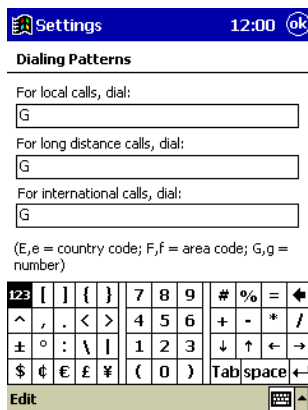 Settings 12:00 ok
Dialing Patterns
For local calls, dial:
G
For long distance calls, dial:
G
For international calls, dial:
G
(E,e = country code; F,f = area code; G,g =
number)
123 [ ] { } 7 8 9 # % = ←
^ , . < > 4 5 6 + - * /
± ° : \ | 1 2 3 ↓ ↑ ← →
$ ¢ € £ ¥ ( 0 ) Tab space ↵
Edit